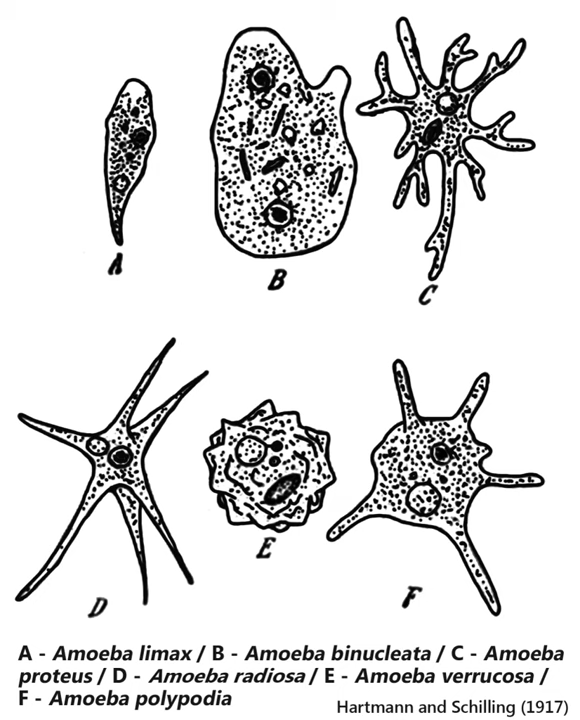 A
B
C
D
E
F
A - Amoeba limax / B - Amoeba binucleata / C - Amoeba
proteus / D - Amoeba radiosa / E - Amoeba verrucosa /
F - Amoeba polypodia
Hartmann and Schilling (1917)